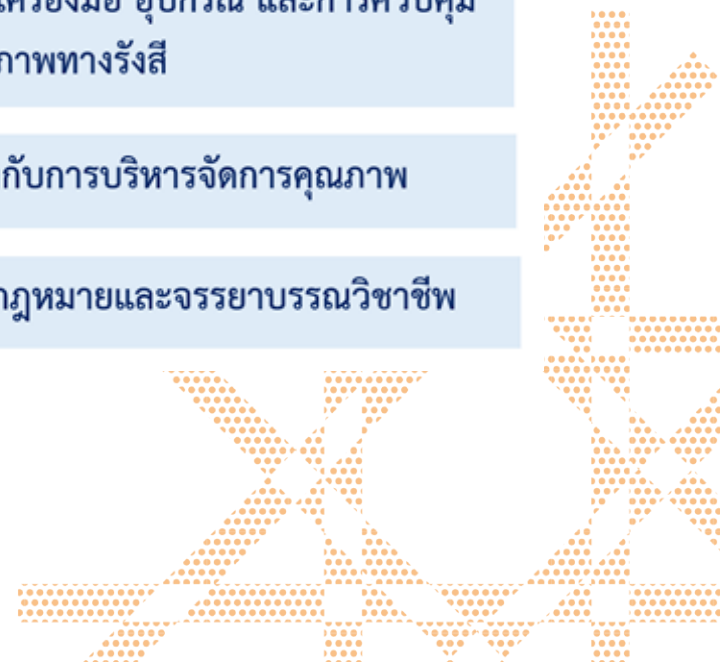 เครื่องมือ อุปกรณ์ และการควบคุม
ภาพทางรังสี
กับการบริหารจัดการคุณภาพ
กฎหมายและจรรยาบรรณวิชาชีพ